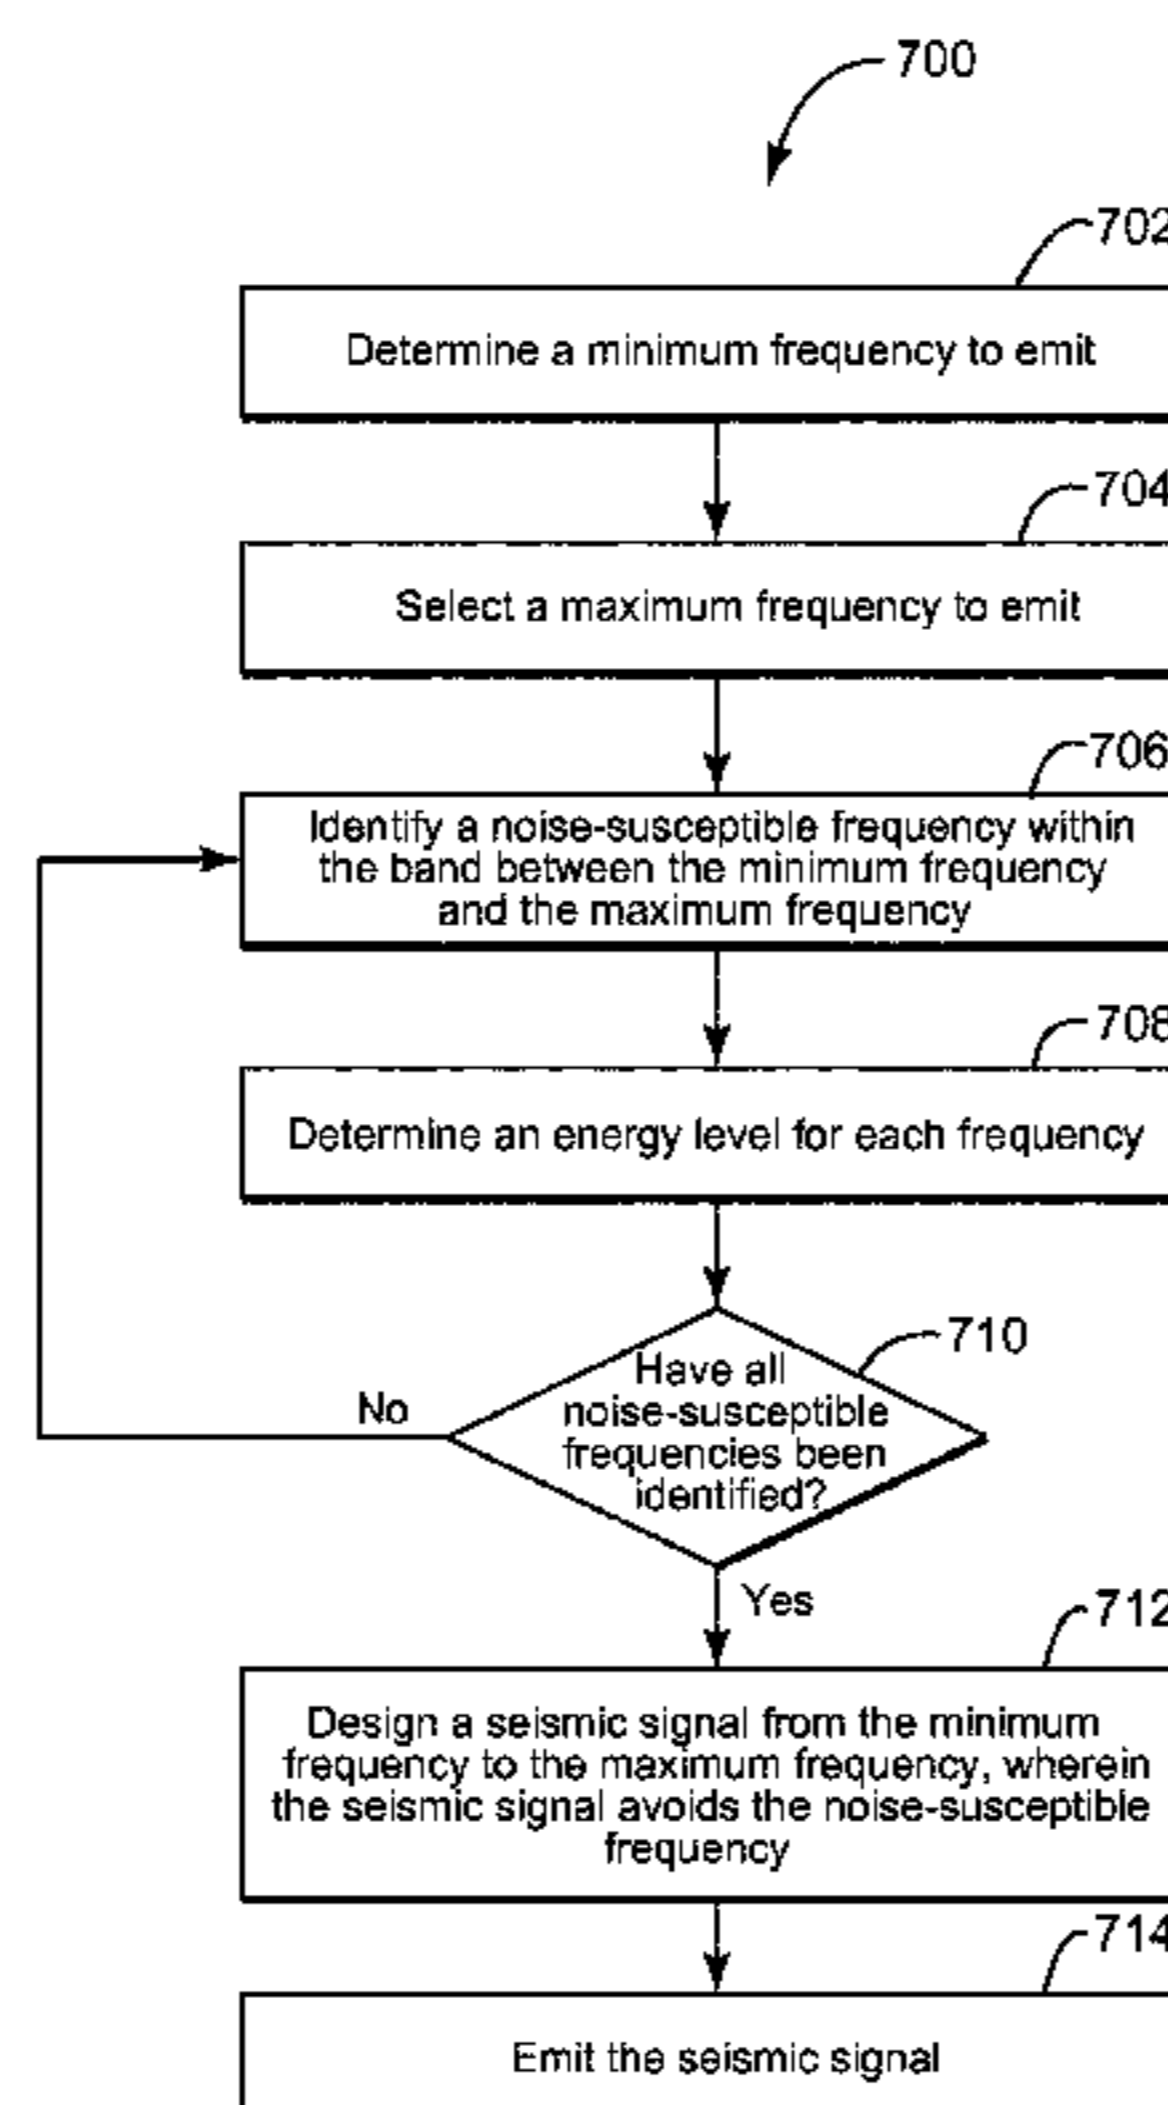 700
702
Determine a minimum frequency to emit
704
Select a maximum frequency to emit
706
Identify a noise-susceptible frequency within
the band between the minimum frequency
and the maximum frequency
708
Determine an energy level for each frequency
710
Have all
noise-susceptible
frequencies been
identified?
No
Yes
712
Design a seismic signal from the minimum
frequency to the maximum frequency, wherein
the seismic signal avoids the noise-susceptible
frequency
714
Emit the seismic signal